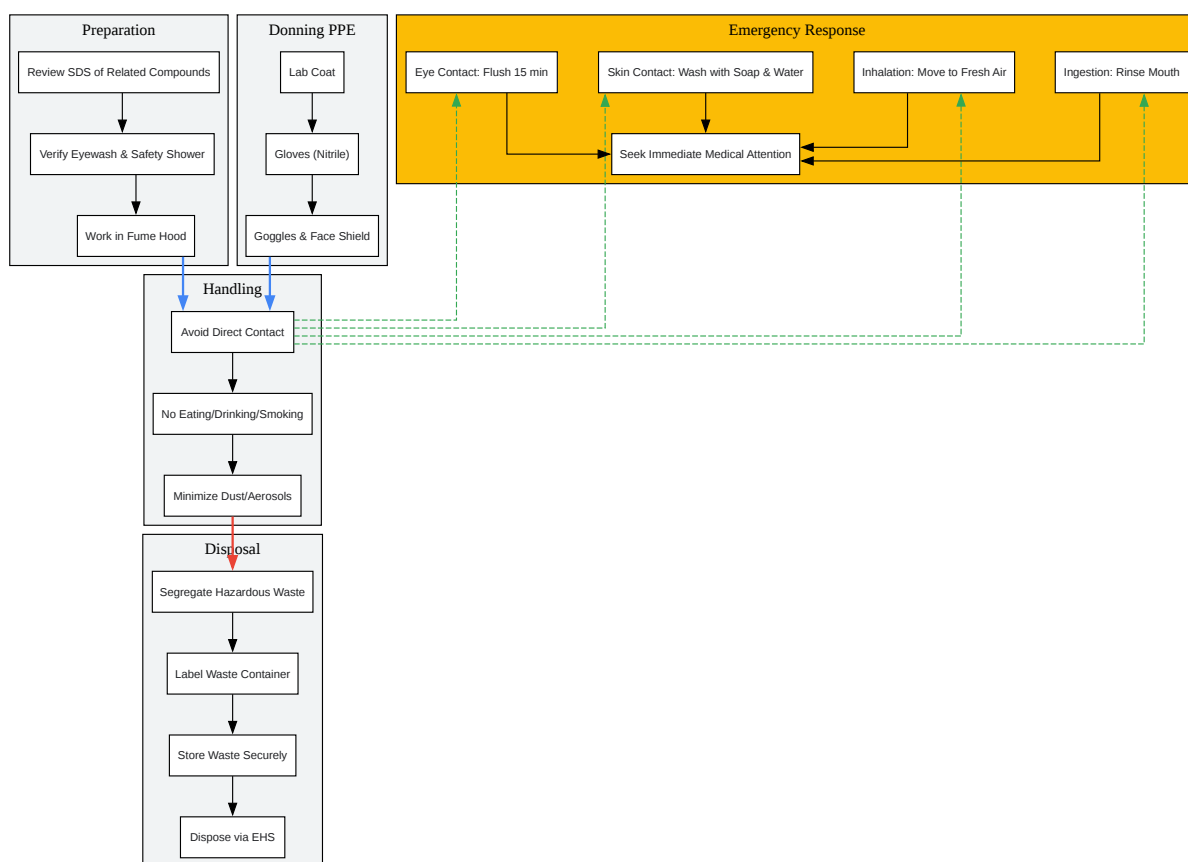 Preparation
Review SDS of Related Compounds
Verify Eyewash & Safety Shower
Work in Fume Hood
Donning PPE
Lab Coat
Gloves (Nitrile)
Goggles & Face Shield
Emergency Response
Eye Contact: Flush 15 min
Skin Contact: Wash with Soap & Water
Inhalation: Move to Fresh Air
Ingestion: Rinse Mouth
Seek Immediate Medical Attention
Handling
Avoid Direct Contact
No Eating/Drinking/Smoking
Minimize Dust/Aerosols
Disposal
Segregate Hazardous Waste
Label Waste Container
Store Waste Securely
Dispose via EHS